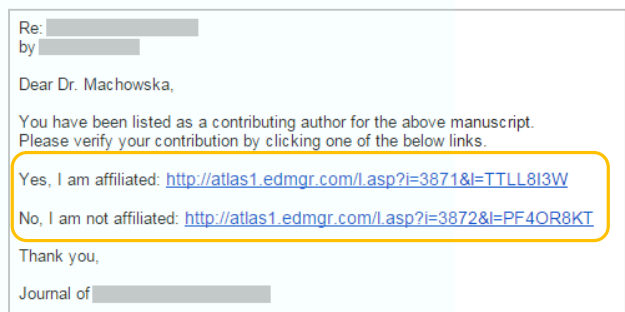 Re:
by
Dear Dr. Machowska,
You have been listed as a contributing author for the above manuscript.
Please verify your contribution by clicking one of the below links.
Yes, I am affiliated: http://atlas1.edmgr.com/l.asp?i=3871&l=TTLL8I3W
No, I am not affiliated: http://atlas1.edmgr.com/l.asp?i=3872&l=PF4OR8KT
Thank you,
Journal of